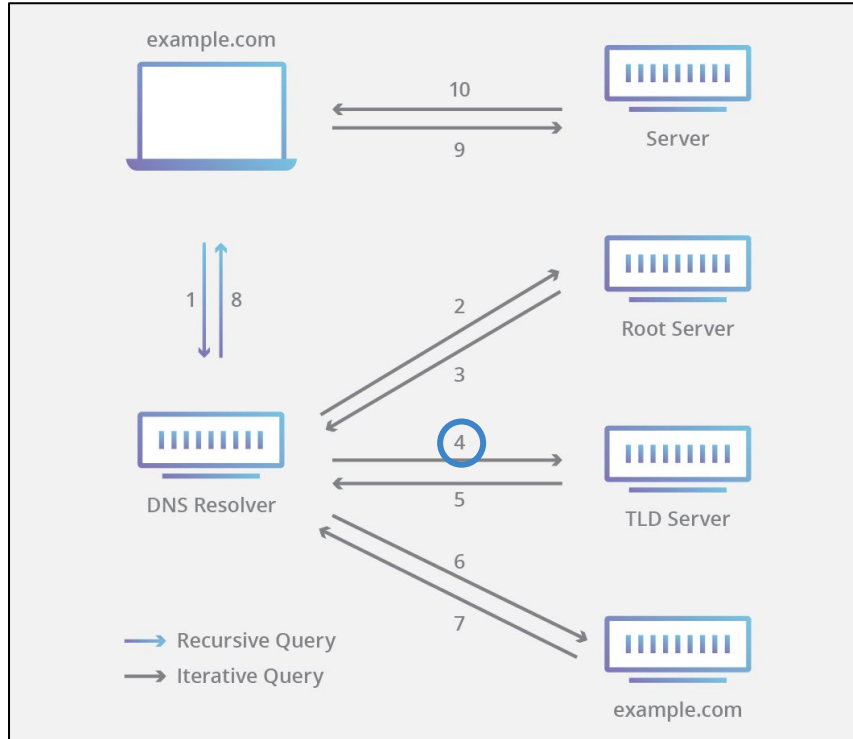 example.com
10
9
Server
1
8
2
3
Root Server
4
5
DNS Resolver
TLD Server
6
7
Recursive Query
Iterative Query
example.com